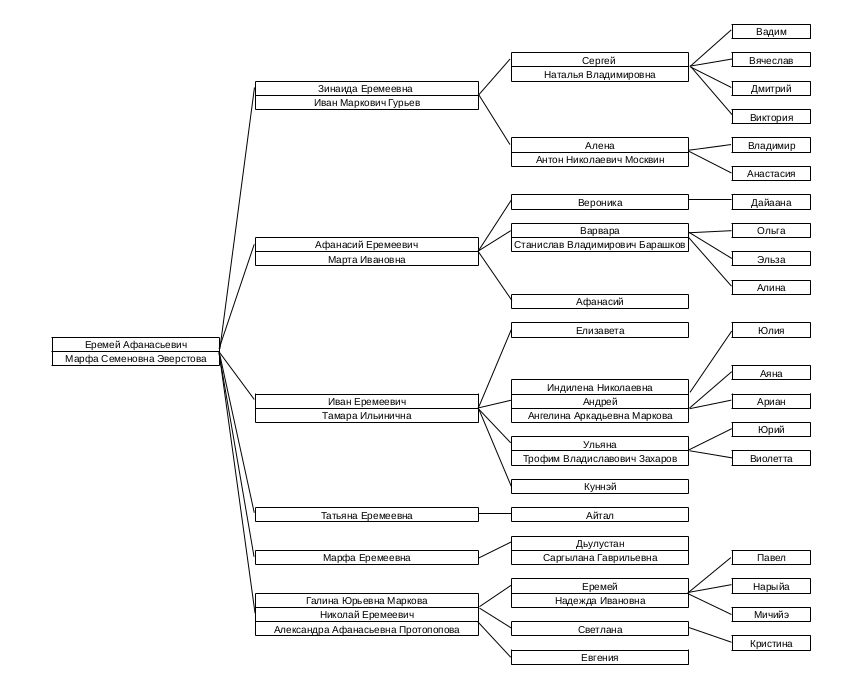 Вадим
Сергей
Вячеслав
Наталья Владимировна
Зинаида Еремеевна
Дмитрий
Иван Маркович Гурьев
Виктория
Алена
Владимир
Антон Николаевич Москвин
Анастасия
Вероника
Дайаана
Варвара
Ольга
Афанасий Еремеевич
Станислав Владимирович Барашков
Марта Ивановна
Эльза
Алина
Афанасий
Елизавета
Юлия
Еремей Афанасьевич
Марфа Семеновна Эверстова
Аяна
Индилена Николаевна
Иван Еремеевич
Андрей
Ариан
Тамара Ильинична
Ангелина Аркадьевна Маркова
Юрий
Ульяна
Трофим Владиславович Захаров
Виолетта
Куннэй
Татьяна Еремеевна
Айтал
Дьулустан
Марфа Еремеевна
Саргылана Гаврильевна
Павел
Еремей
Нарыйа
Галина Юрьевна Маркова
Надежда Ивановна
Николай Еремеевич
Мичийэ
Александра Афанасьевна Протопопова
Светлана
Кристина
Евгения